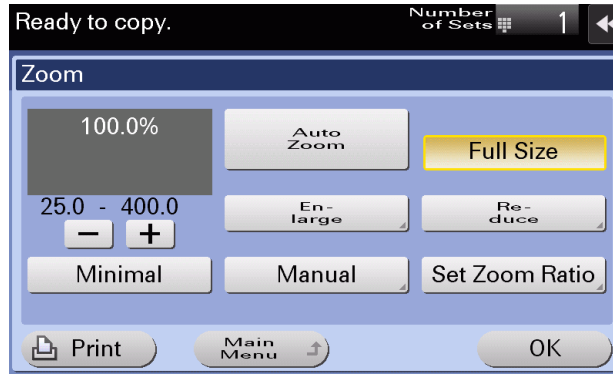 Ready to copy.
Number
of Sets
1
Zoom
100.0%
Auto
Zoom
Full Size
25.0 - 400.0
− +
En-
large
Re-
duce
Minimal
Manual
Set Zoom Ratio
Print
Main
Menu
OK